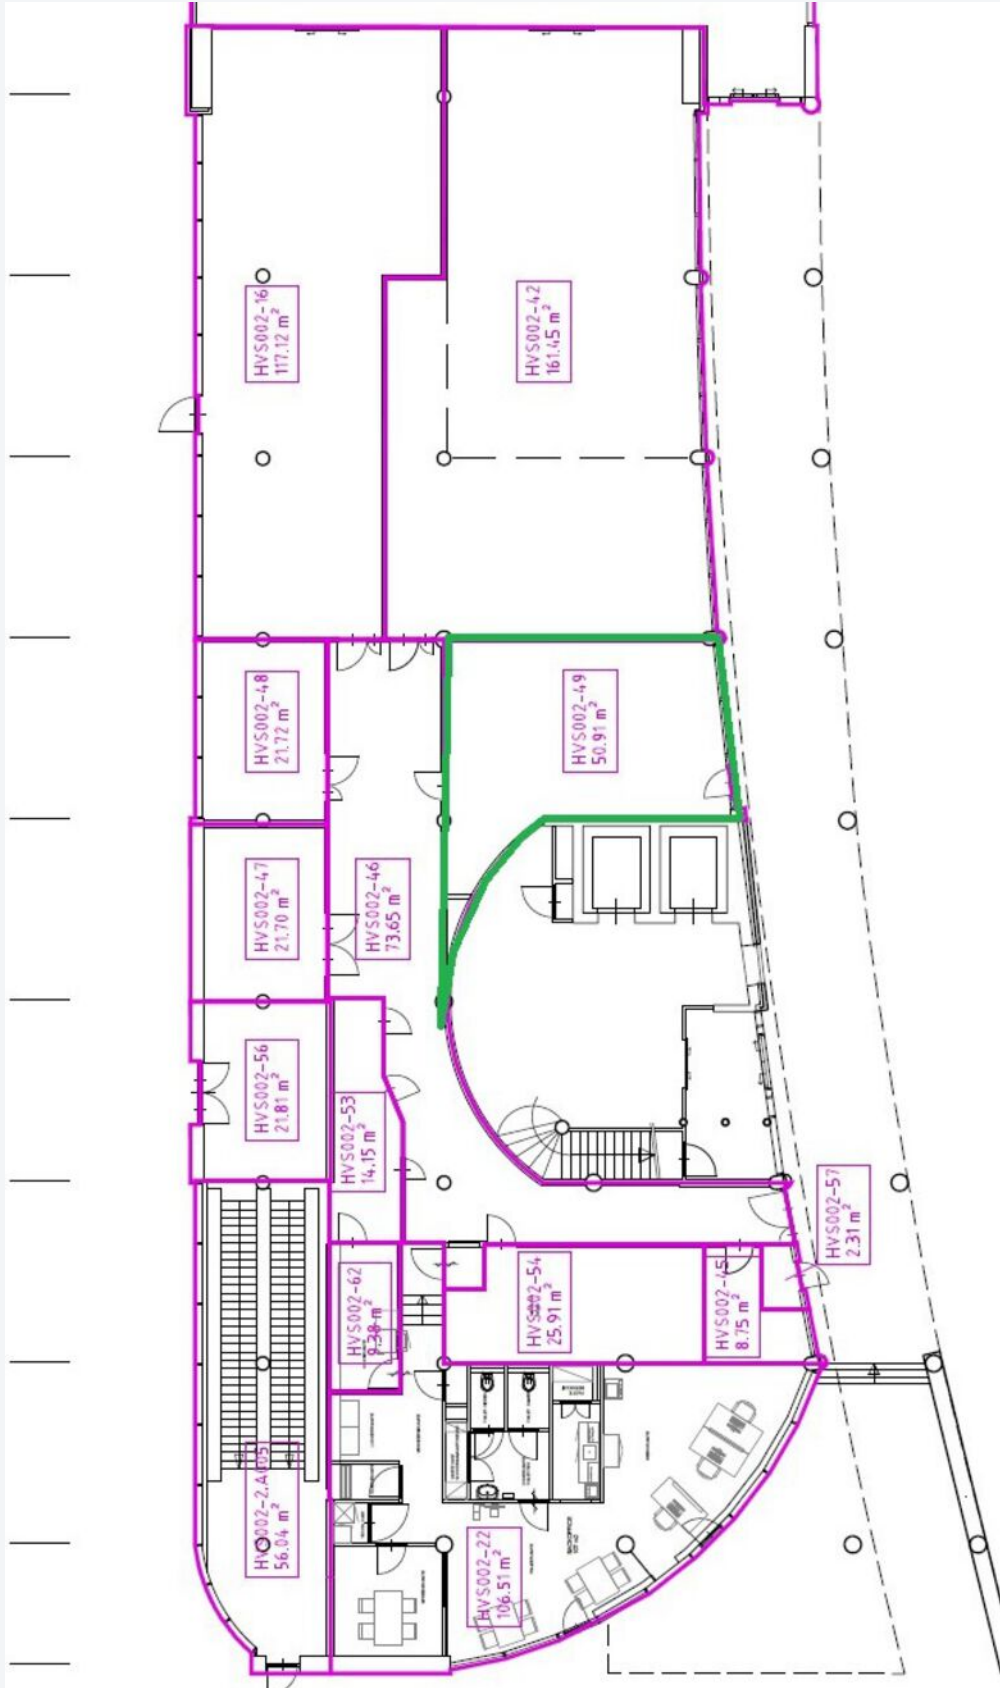 HVS002-16
117.12 m²
HVS002-42
161.45 m²
HVS002-48
21.72 m²
HVS002-49
50.91 m²
HVS002-47
21.70 m²
HVS002-46
73.65 m²
HVS002-56
21.81 m²
HVS002-53
14.15 m²
HVS002-57
2.31 m²
HVS002-62
9.38 m²
HVS002-54
25.91 m²
HVS002-45
8.75 m²
56.04 m²
HVS002-22
106.51 m²